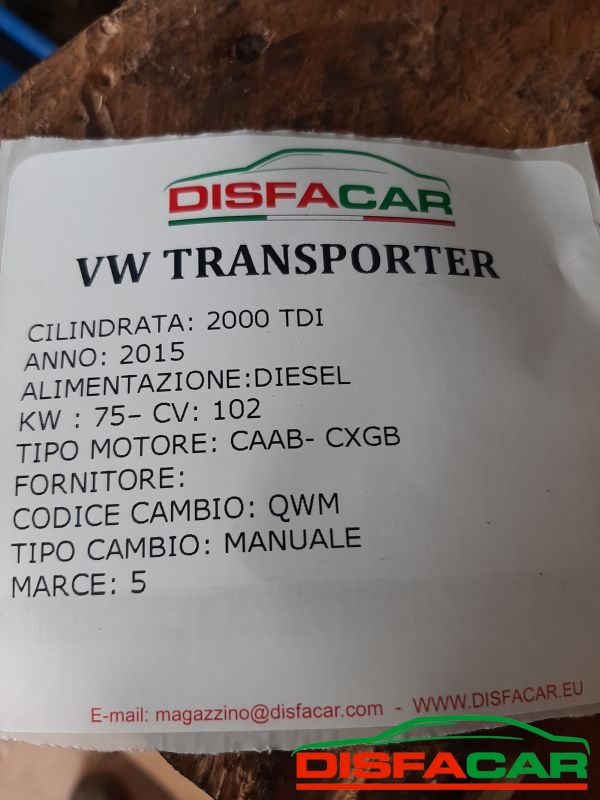 DISFACAR
VW TRANSPORTER
CILINDRATA: 2000 TDI
ANNO: 2015
ALIMENTAZIONE:DIESEL
KW : 75– CV: 102
TIPO MOTORE: CAAB- CXGB
FORNITORE:
CODICE CAMBIO: QWM
TIPO CAMBIO: MANUALE
MARCE: 5
E-mail: magazzino@disfacar.com - WWW.DISFACAR.EU
DISFACAR